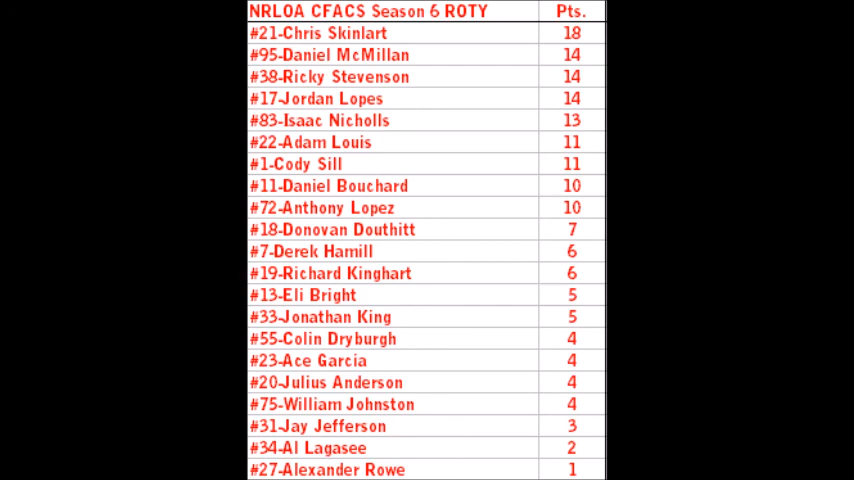 NRLOA CFACS Season 6 ROTY Pts.
#21-Chris Skinlart 18
#95-Daniel McMillan 14
#38-Ricky Stevenson 14
#17-Jordan Lopes 14
#83-Isaac Nicholls 13
#22-Adam Louis 11
#1-Cody Sill 11
#11-Daniel Bouchard 10
#72-Anthony Lopez 10
#18-Donovan Douthitt 7
#7-Derek Hamill 6
#19-Richard Kinghart 6
#13-Eli Bright 5
#33-Jonathan King 5
#55-Colin Dryburgh 4
#23-Ace Garcia 4
#20-Julius Anderson 4
#75-William Johnston 4
#31-Jay Jefferson 3
#34-Al Lagasee 2
#27-Alexander Rowe 1